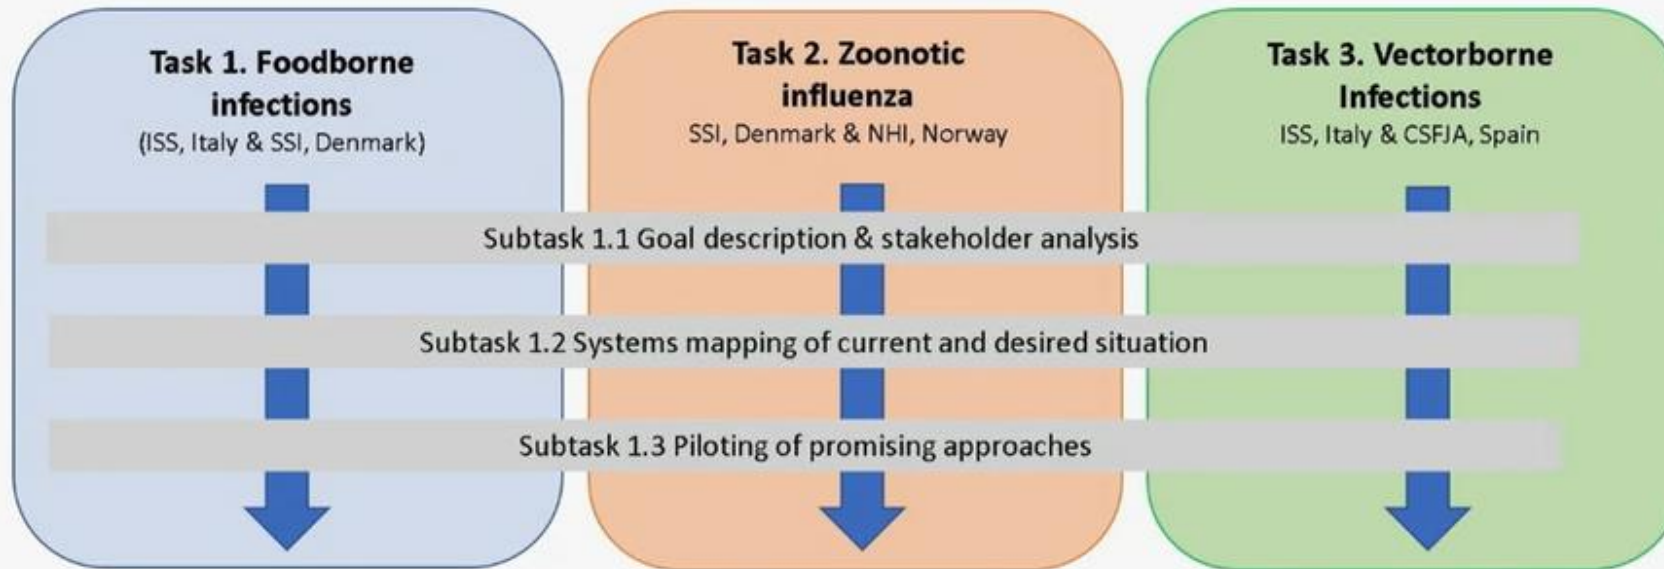 Task 1. Foodborne
infections
(ISS, Italy & SSI, Denmark)
Task 2. Zoonotic
influenza
SSI, Denmark & NHI, Norway
Task 3. Vectorborne
Infections
ISS, Italy & CSFJA, Spain
Subtask 1.1 Goal description & stakeholder analysis
Subtask 1.2 Systems mapping of current and desired situation
Subtask 1.3 Piloting of promising approaches